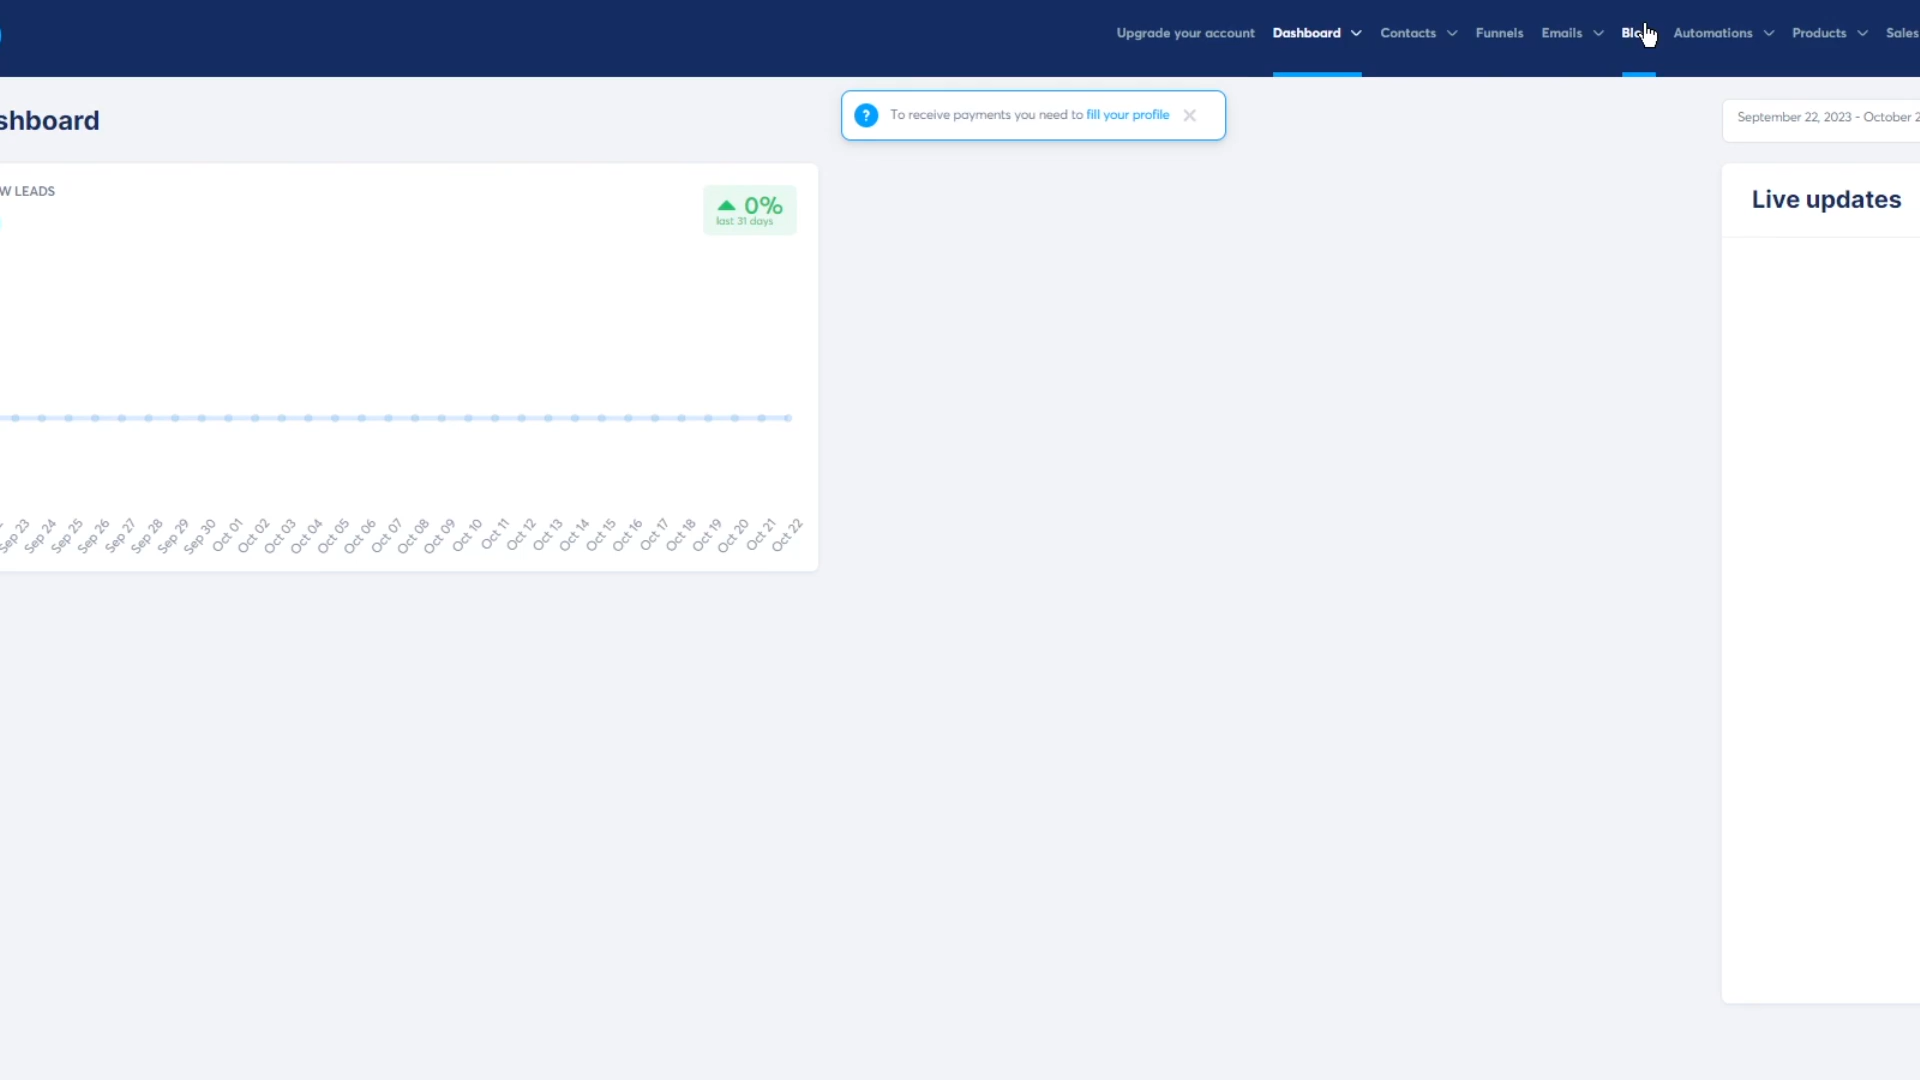 Upgrade your account Dashboard Contacts Funnels Emails Automations Products Sales
To receive payments you need to fill your profile
shboard
September 22, 2023 - October 2
W LEADS
0%
last 31 days
Live updates
Sep 23 Sep 24 Sep 25 Sep 26 Sep 27 Sep 28 Sep 29 Sep 30 Oct 01 Oct 02 Oct 03 Oct 04 Oct 05 Oct 06 Oct 07 Oct 08 Oct 09 Oct 10 Oct 11 Oct 12 Oct 13 Oct 14 Oct 15 Oct 16 Oct 17 Oct 18 Oct 19 Oct 20 Oct 21 Oct 22